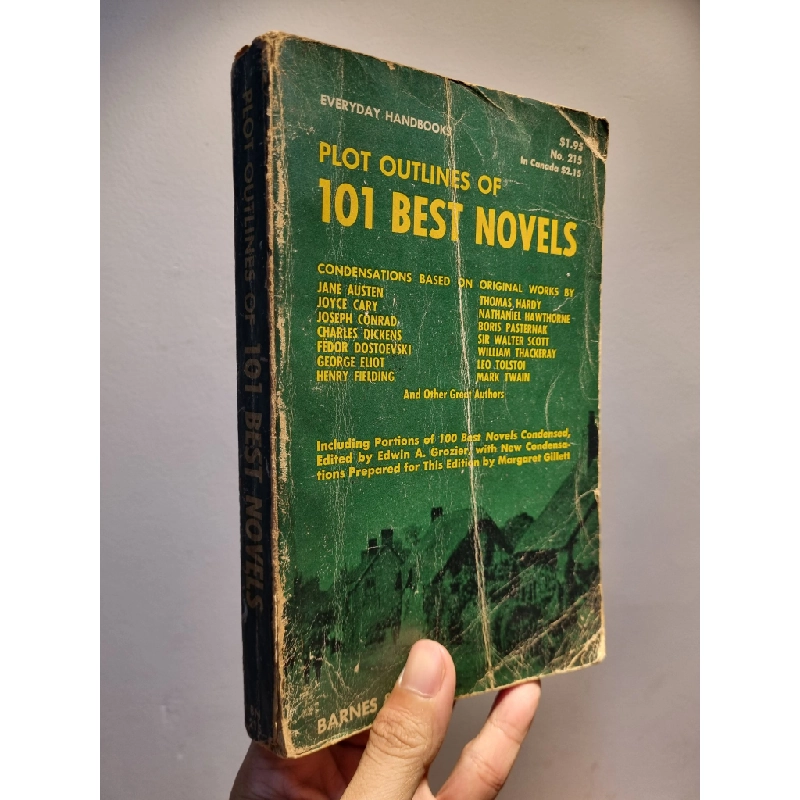 EVERYDAY HANDBOOKS
$1.95
No. 215
In Canada $2.15
PLOT OUTLINES OF
101 BEST NOVELS
CONDENSATIONS BASED ON ORIGINAL WORKS BY
JANE AUSTEN
JOYCE CARY
JOSEPH CONRAD
CHARLES DICKENS
FËDOR DOSTOEVSKI
GEORGE ELIOT
HENRY FIELDING
THOMAS HARDY
NATHANIEL HAWTHORNE
BORIS PASTERNAK
SIR WALTER SCOTT
WILLIAM THACKERAY
LEO TOLSTOI
MARK TWAIN
And Other Great Authors
Including Portions of 100 Best Novels Condensed,
Edited by Edwin A. Grozier, with New Condensa-
tions Prepared for This Edition by Margaret Gillett
BARNES
PLOT OUTLINES OF 101 BEST NOVELS